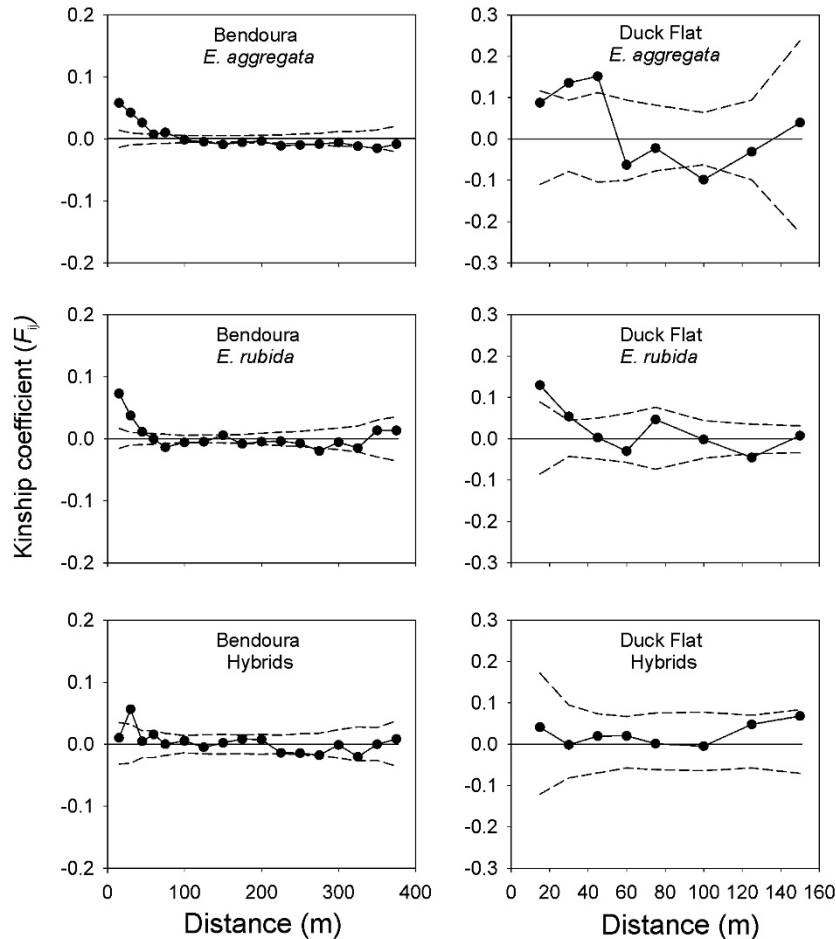 Kinship coefficient (Fij)
Bendoura
E. aggregata
0.2
0.1
0.0
-0.1
-0.2
Duck Flat
E. aggregata
0.3
0.2
0.1
0.0
-0.1
-0.2
-0.3
Bendoura
E. rubida
0.2
0.1
0.0
-0.1
-0.2
Duck Flat
E. rubida
0.3
0.2
0.1
0.0
-0.1
-0.2
-0.3
Bendoura
Hybrids
0.2
0.1
0.0
-0.1
-0.2
0 100 200 300 400
Distance (m)
Duck Flat
Hybrids
0.3
0.2
0.1
0.0
-0.1
-0.2
-0.3
0 20 40 60 80 100 120 140 160
Distance (m)